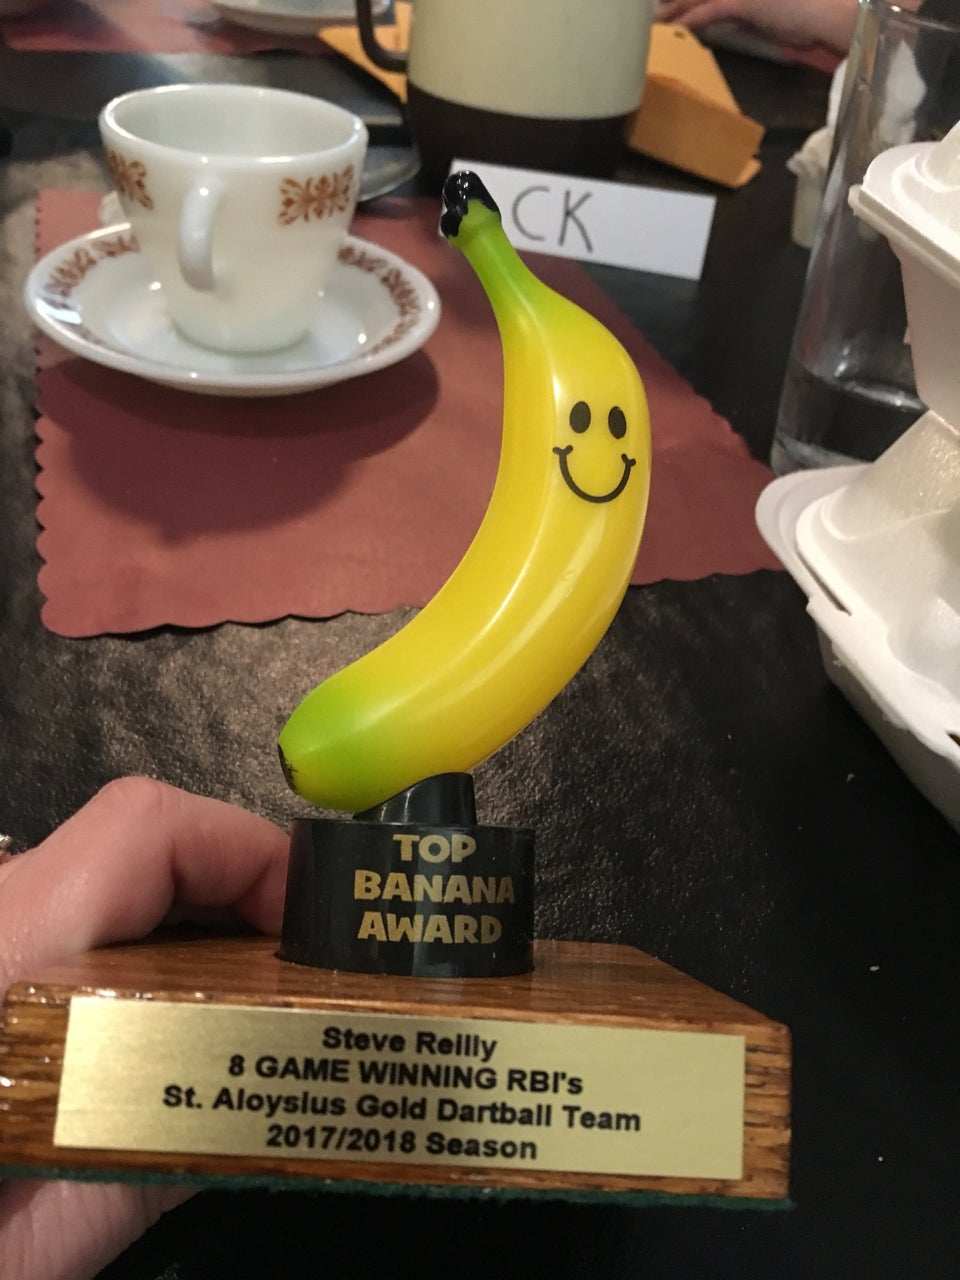 CK
TOP
BANANA
AWARD
Steve Reilly
8 GAME WINNING RBI's
St. Aloysius Gold Dartball Team
2017/2018 Season